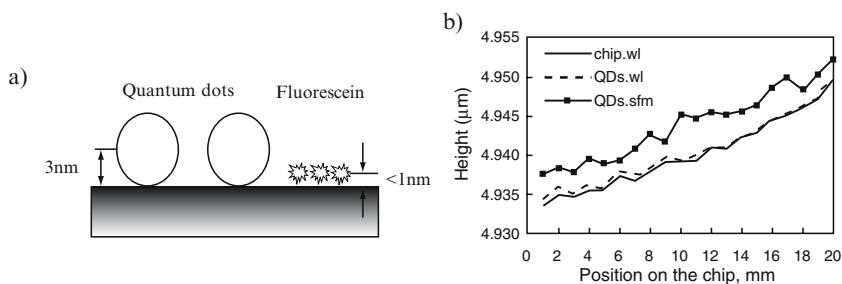 a)
Quantum dots
Fluorescein
3nm
<1nm
b)
4.955
4.950
4.945
4.940
4.935
4.930
Height (μm)
chip.wl
QDs.wl
QDs.sfm
0 2 4 6 8 10 12 14 16 18 20
Position on the chip, mm